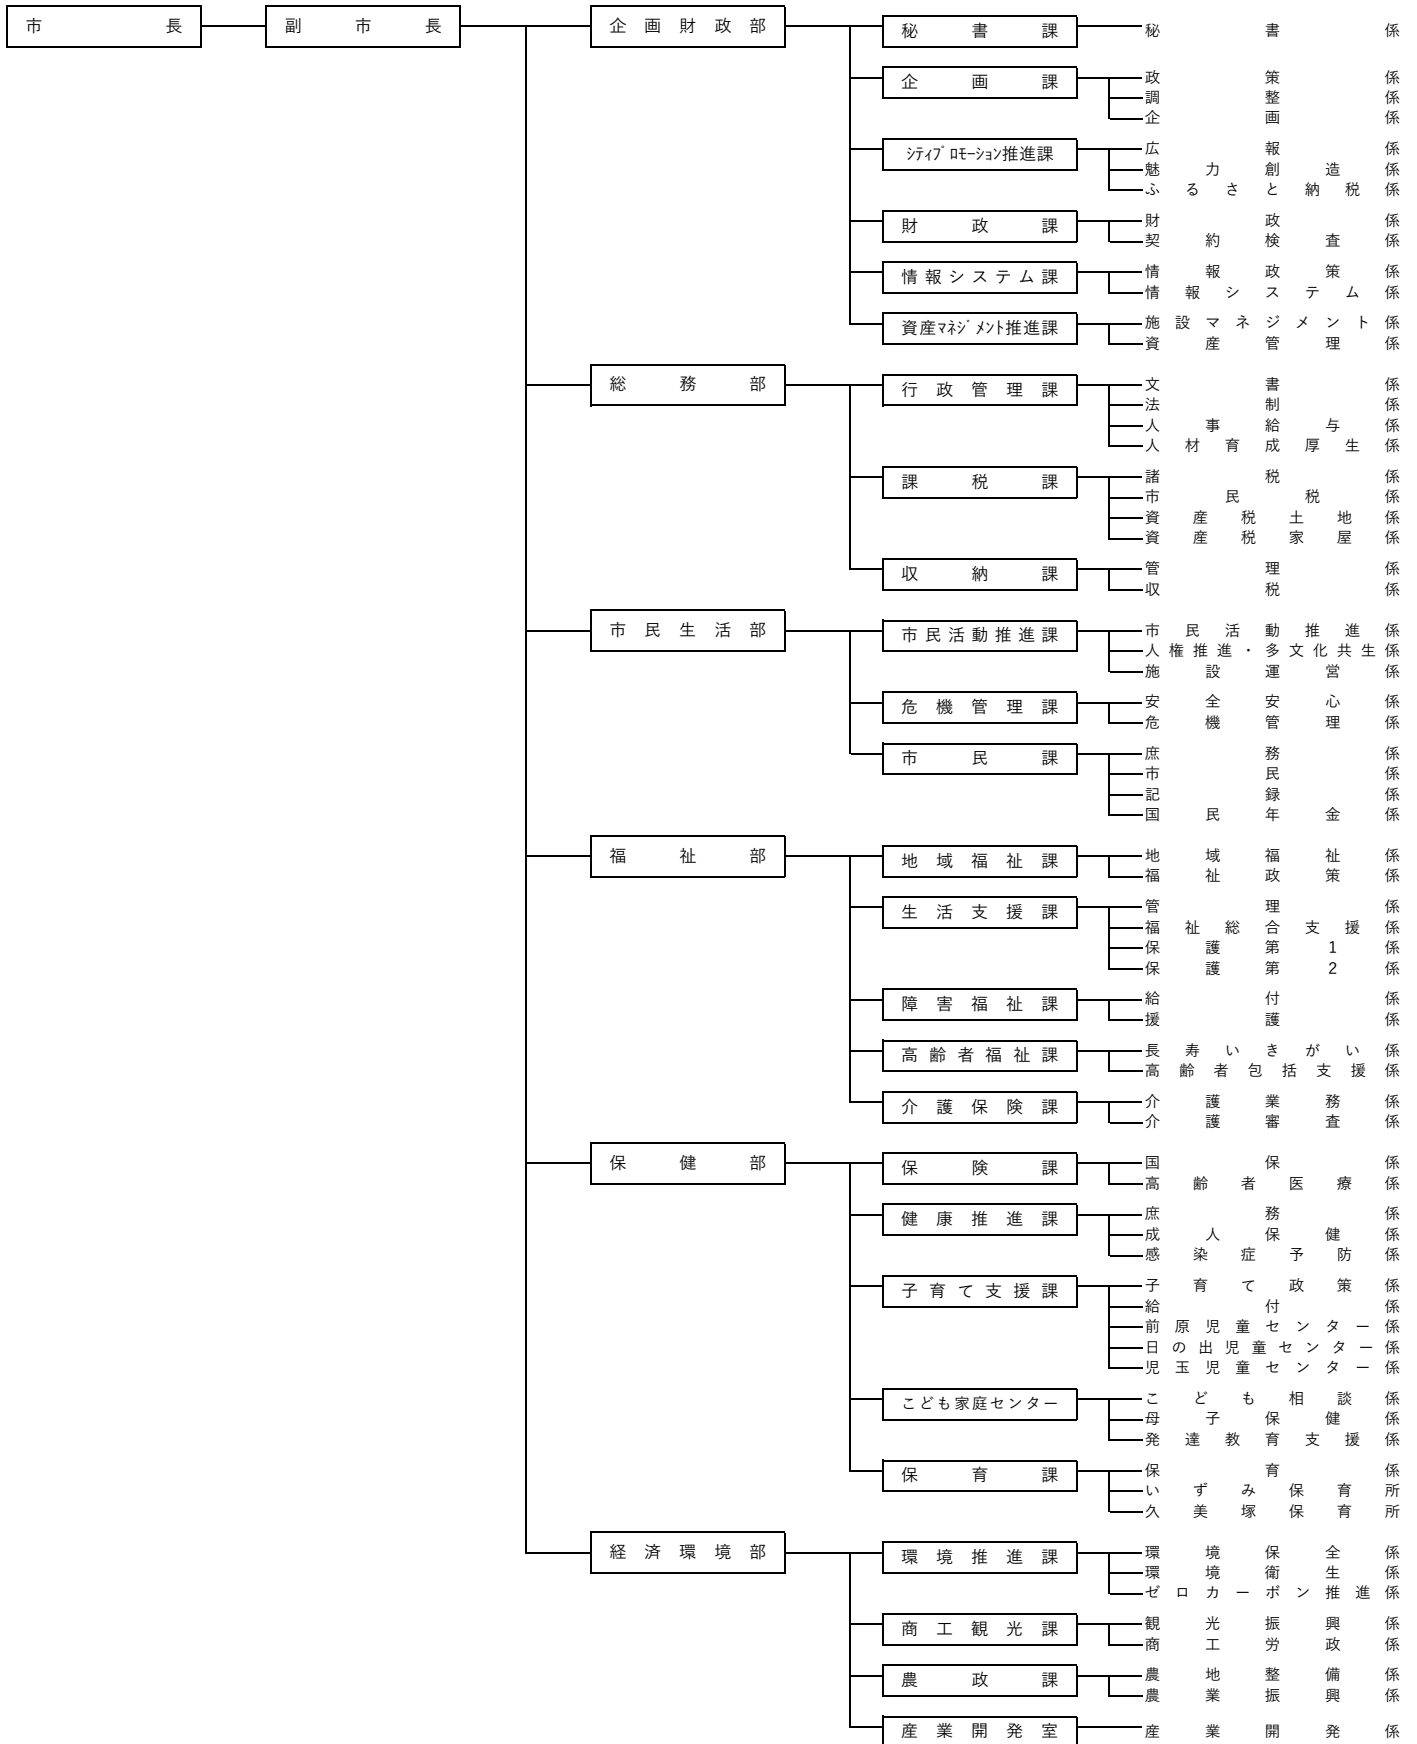 市長 副市長 企画財政部 秘書課 秘書係
企画課 政策係
調整係
企画係
シティプロモーション推進課 広報係
魅力創造係
ふるさと納税係
財政課 財政係
契約検査係
情報システム課 情報政策係
情報システム係
資産マネジメント推進課 施設マネジメント係
資産管理係
総務部 行政管理課 文書係
法制係
人事給与係
人材育成厚生係
課税課 諸税係
市民税係
資産税土地係
資産税家屋係
収納課 管理係
収税係
市民生活部 市民活動推進課 市民活動推進係
人権推進・多文化共生係
施設運営係
危機管理課 安全安心係
危機管理係
市民課 庶務係
市民係
記録係
国民年金係
福祉部 地域福祉課 地域福祉係
福祉政策係
生活支援課 管理係
福祉総合支援係
保護第1係
保護第2係
障害福祉課 給付係
援護係
高齢者福祉課 長寿いきがい係
高齢者包括支援係
介護保険課 介護業務係
介護審査係
保健部 保険課 国保係
高齢者医療係
健康推進課 庶務係
成人保健係
感染症予防係
子育て支援課 子育て政策係
給付係
前原児童センター係
日の出児童センター係
児玉児童センター係
こども家庭センター こども相談係
母子保健係
発達教育支援係
保育課 保育係
いずみ保育所
久美塚保育所
経済環境部 環境推進課 環境保全係
環境衛生係
ゼロカーボン推進係
商工観光課 観光振興係
商工労政係
農政課 農地整備係
農業振興係
産業開発室 産業開発係